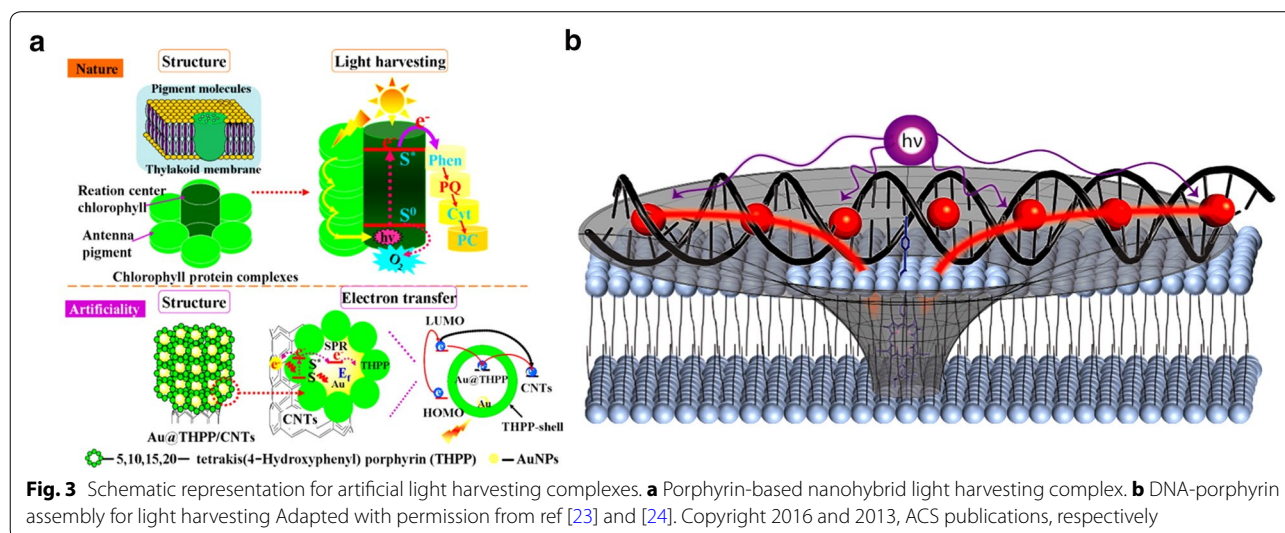 a
Nature
Structure
Light harvesting
Pigment molecules
Thylakoid membrane
Reation center
chlorophyll
Antenna
pigment
Chlorophyll protein complexes
e⁻
e⁻
S*
S⁰
hν
O₂
Phen
PQ
Cyt
PC
Artificiality
Structure
Electron transfer
Au@THPP/CNTs
SPR
e⁻
e⁻
e⁻
S*
S
E_f
Au
THPP
CNTs
LUMO
e
e
e
e
HOMO
Au@THPP
Au
CNTs
THPP-shell
5,10,15,20— tetrakis(4-Hydroxyphenyl) porphyrin (THPP)
AuNPs
b
hν
Fig. 3 Schematic representation for artificial light harvesting complexes. a Porphyrin-based nanohybrid light harvesting complex. b DNA-porphyrin
assembly for light harvesting Adapted with permission from ref [23] and [24]. Copyright 2016 and 2013, ACS publications, respectively